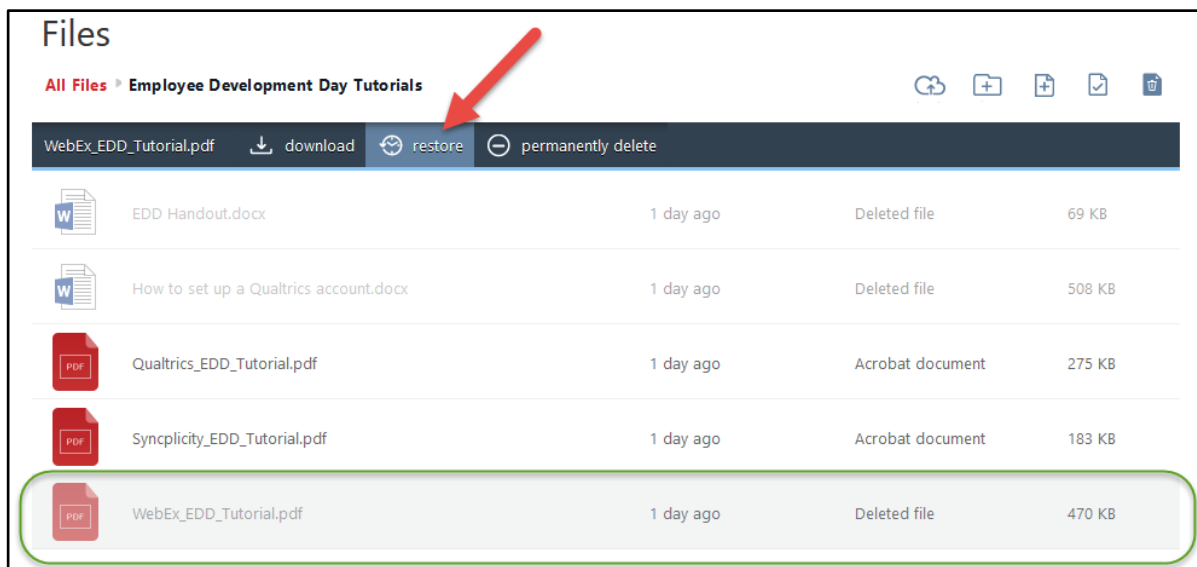 Files
All Files Employee Development Day Tutorials
WebEx_EDD_Tutorial.pdf download restore permanently delete
W EDD Handout.docx 1 day ago Deleted file 69 KB
W How to set up a Qualtrics account.docx 1 day ago Deleted file 508 KB
PDF Qualtrics_EDD_Tutorial.pdf 1 day ago Acrobat document 275 KB
PDF Syncplicity_EDD_Tutorial.pdf 1 day ago Acrobat document 183 KB
PDF WebEx_EDD_Tutorial.pdf 1 day ago Deleted file 470 KB